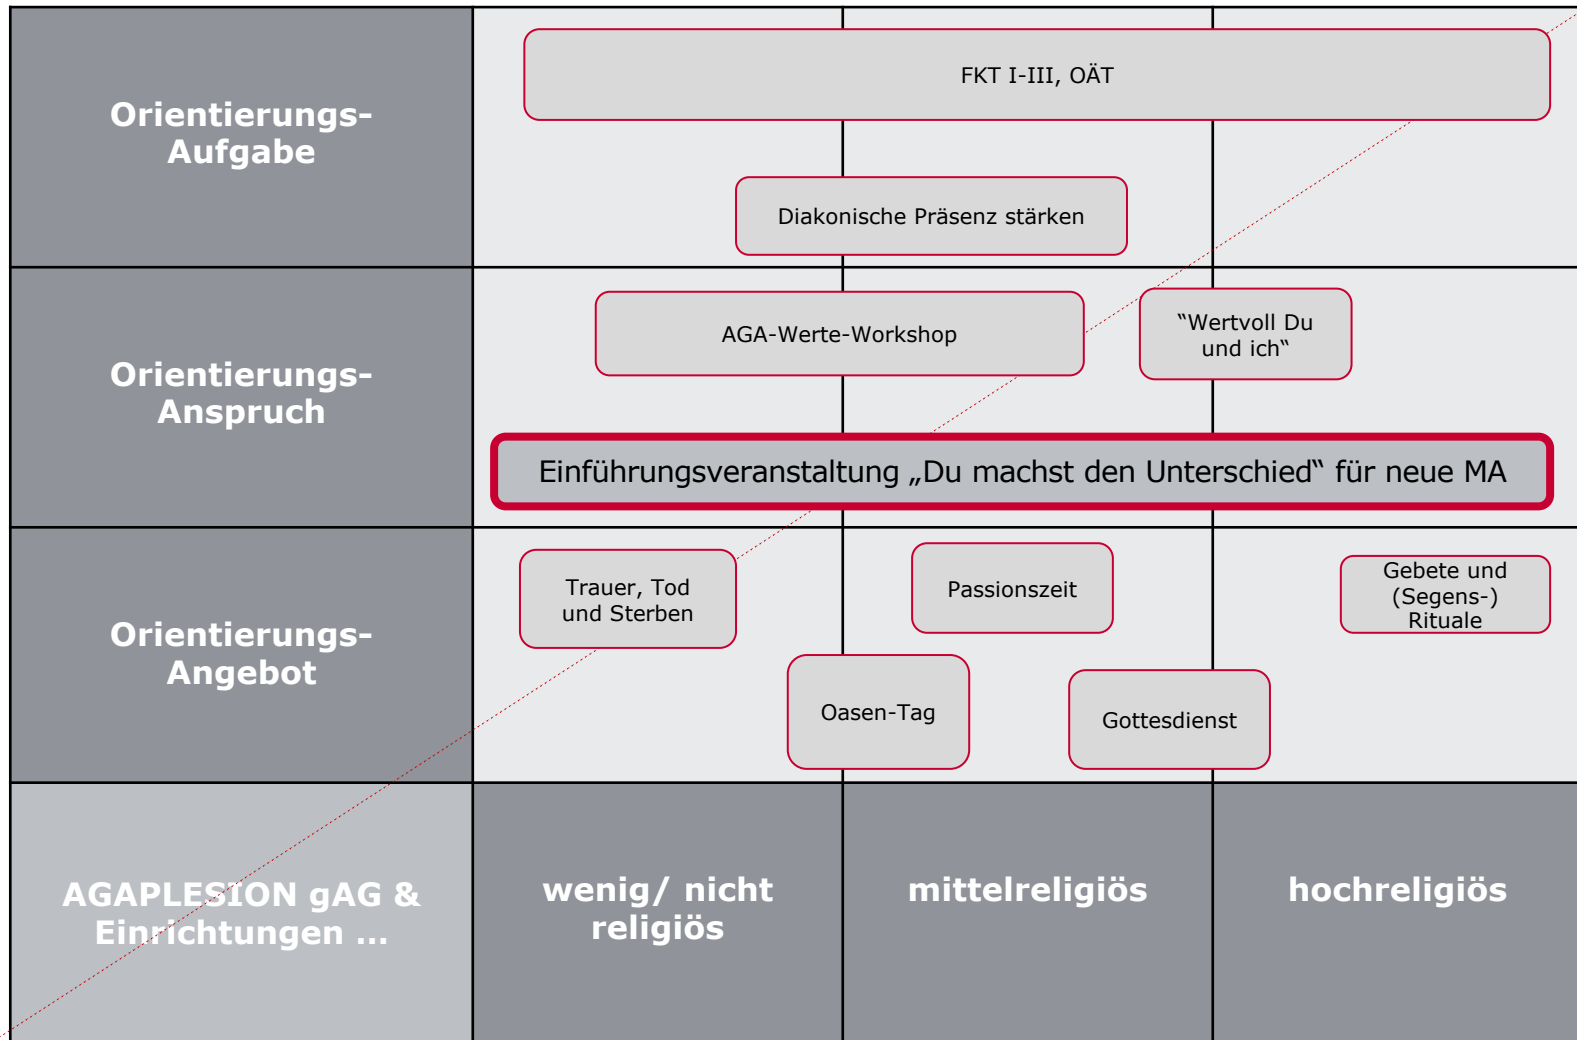 Orientierungs-
Aufgabe
FKT I-III, OÄT
Diakonische Präsenz stärken
Orientierungs-
Anspruch
AGA-Werte-Workshop
“Wertvoll Du
und ich“
Einführungsveranstaltung „Du machst den Unterschied“ für neue MA
Orientierungs-
Angebot
Trauer, Tod
und Sterben
Passionszeit
Gebete und
(Segens-)
Rituale
Oasen-Tag
Gottesdienst
AGAPLESION gAG &
Einrichtungen …
wenig/ nicht
religiös
mittelreligiös
hochreligiös